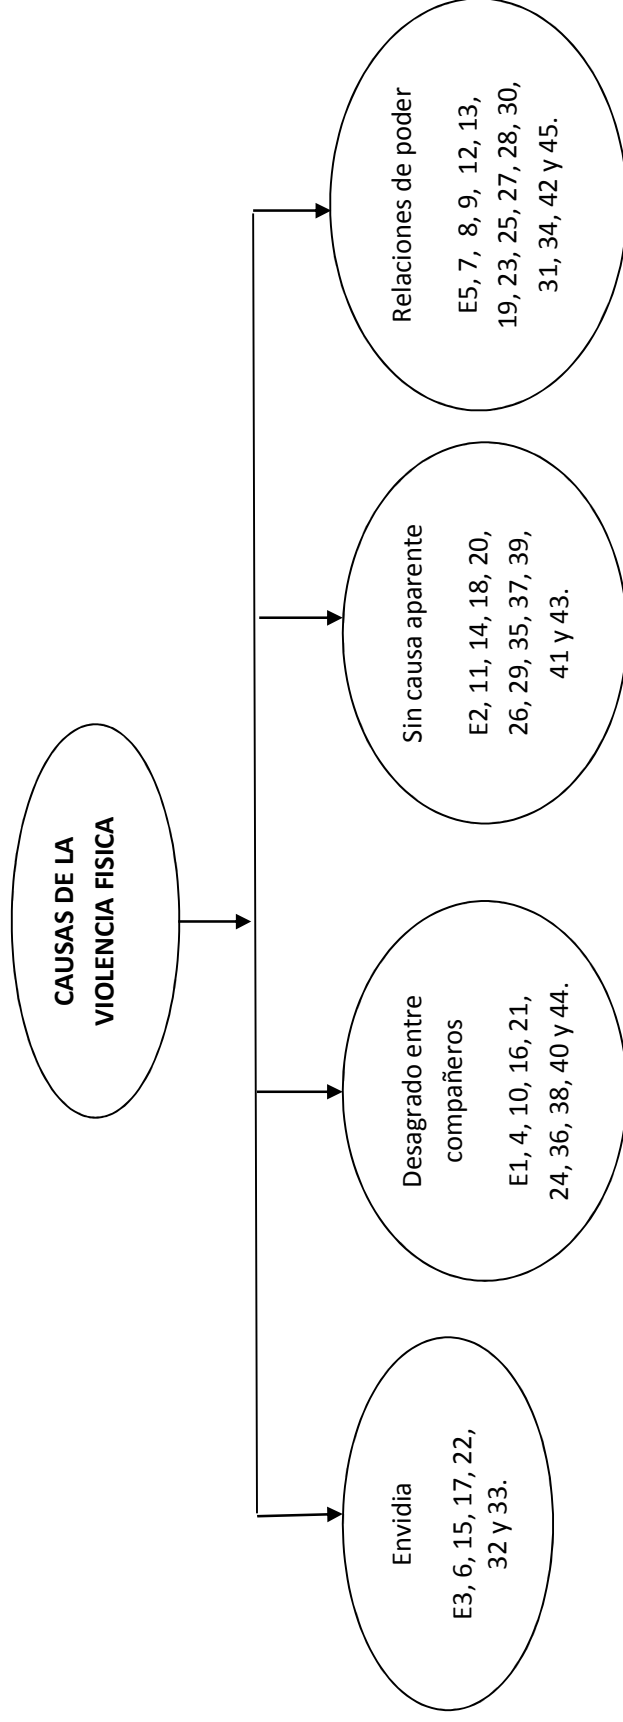 CAUSAS DE LA
VIOLENCIA FISICA
Envidia
E3, 6, 15, 17, 22,
32 y 33.
Desagrado entre
compañeros
E1, 4, 10, 16, 21,
24, 36, 38, 40 y 44.
Sin causa aparente
E2, 11, 14, 18, 20,
26, 29, 35, 37, 39,
41 y 43.
Relaciones de poder
E5, 7, 8, 9, 12, 13,
19, 23, 25, 27, 28, 30,
31, 34, 42 y 45.